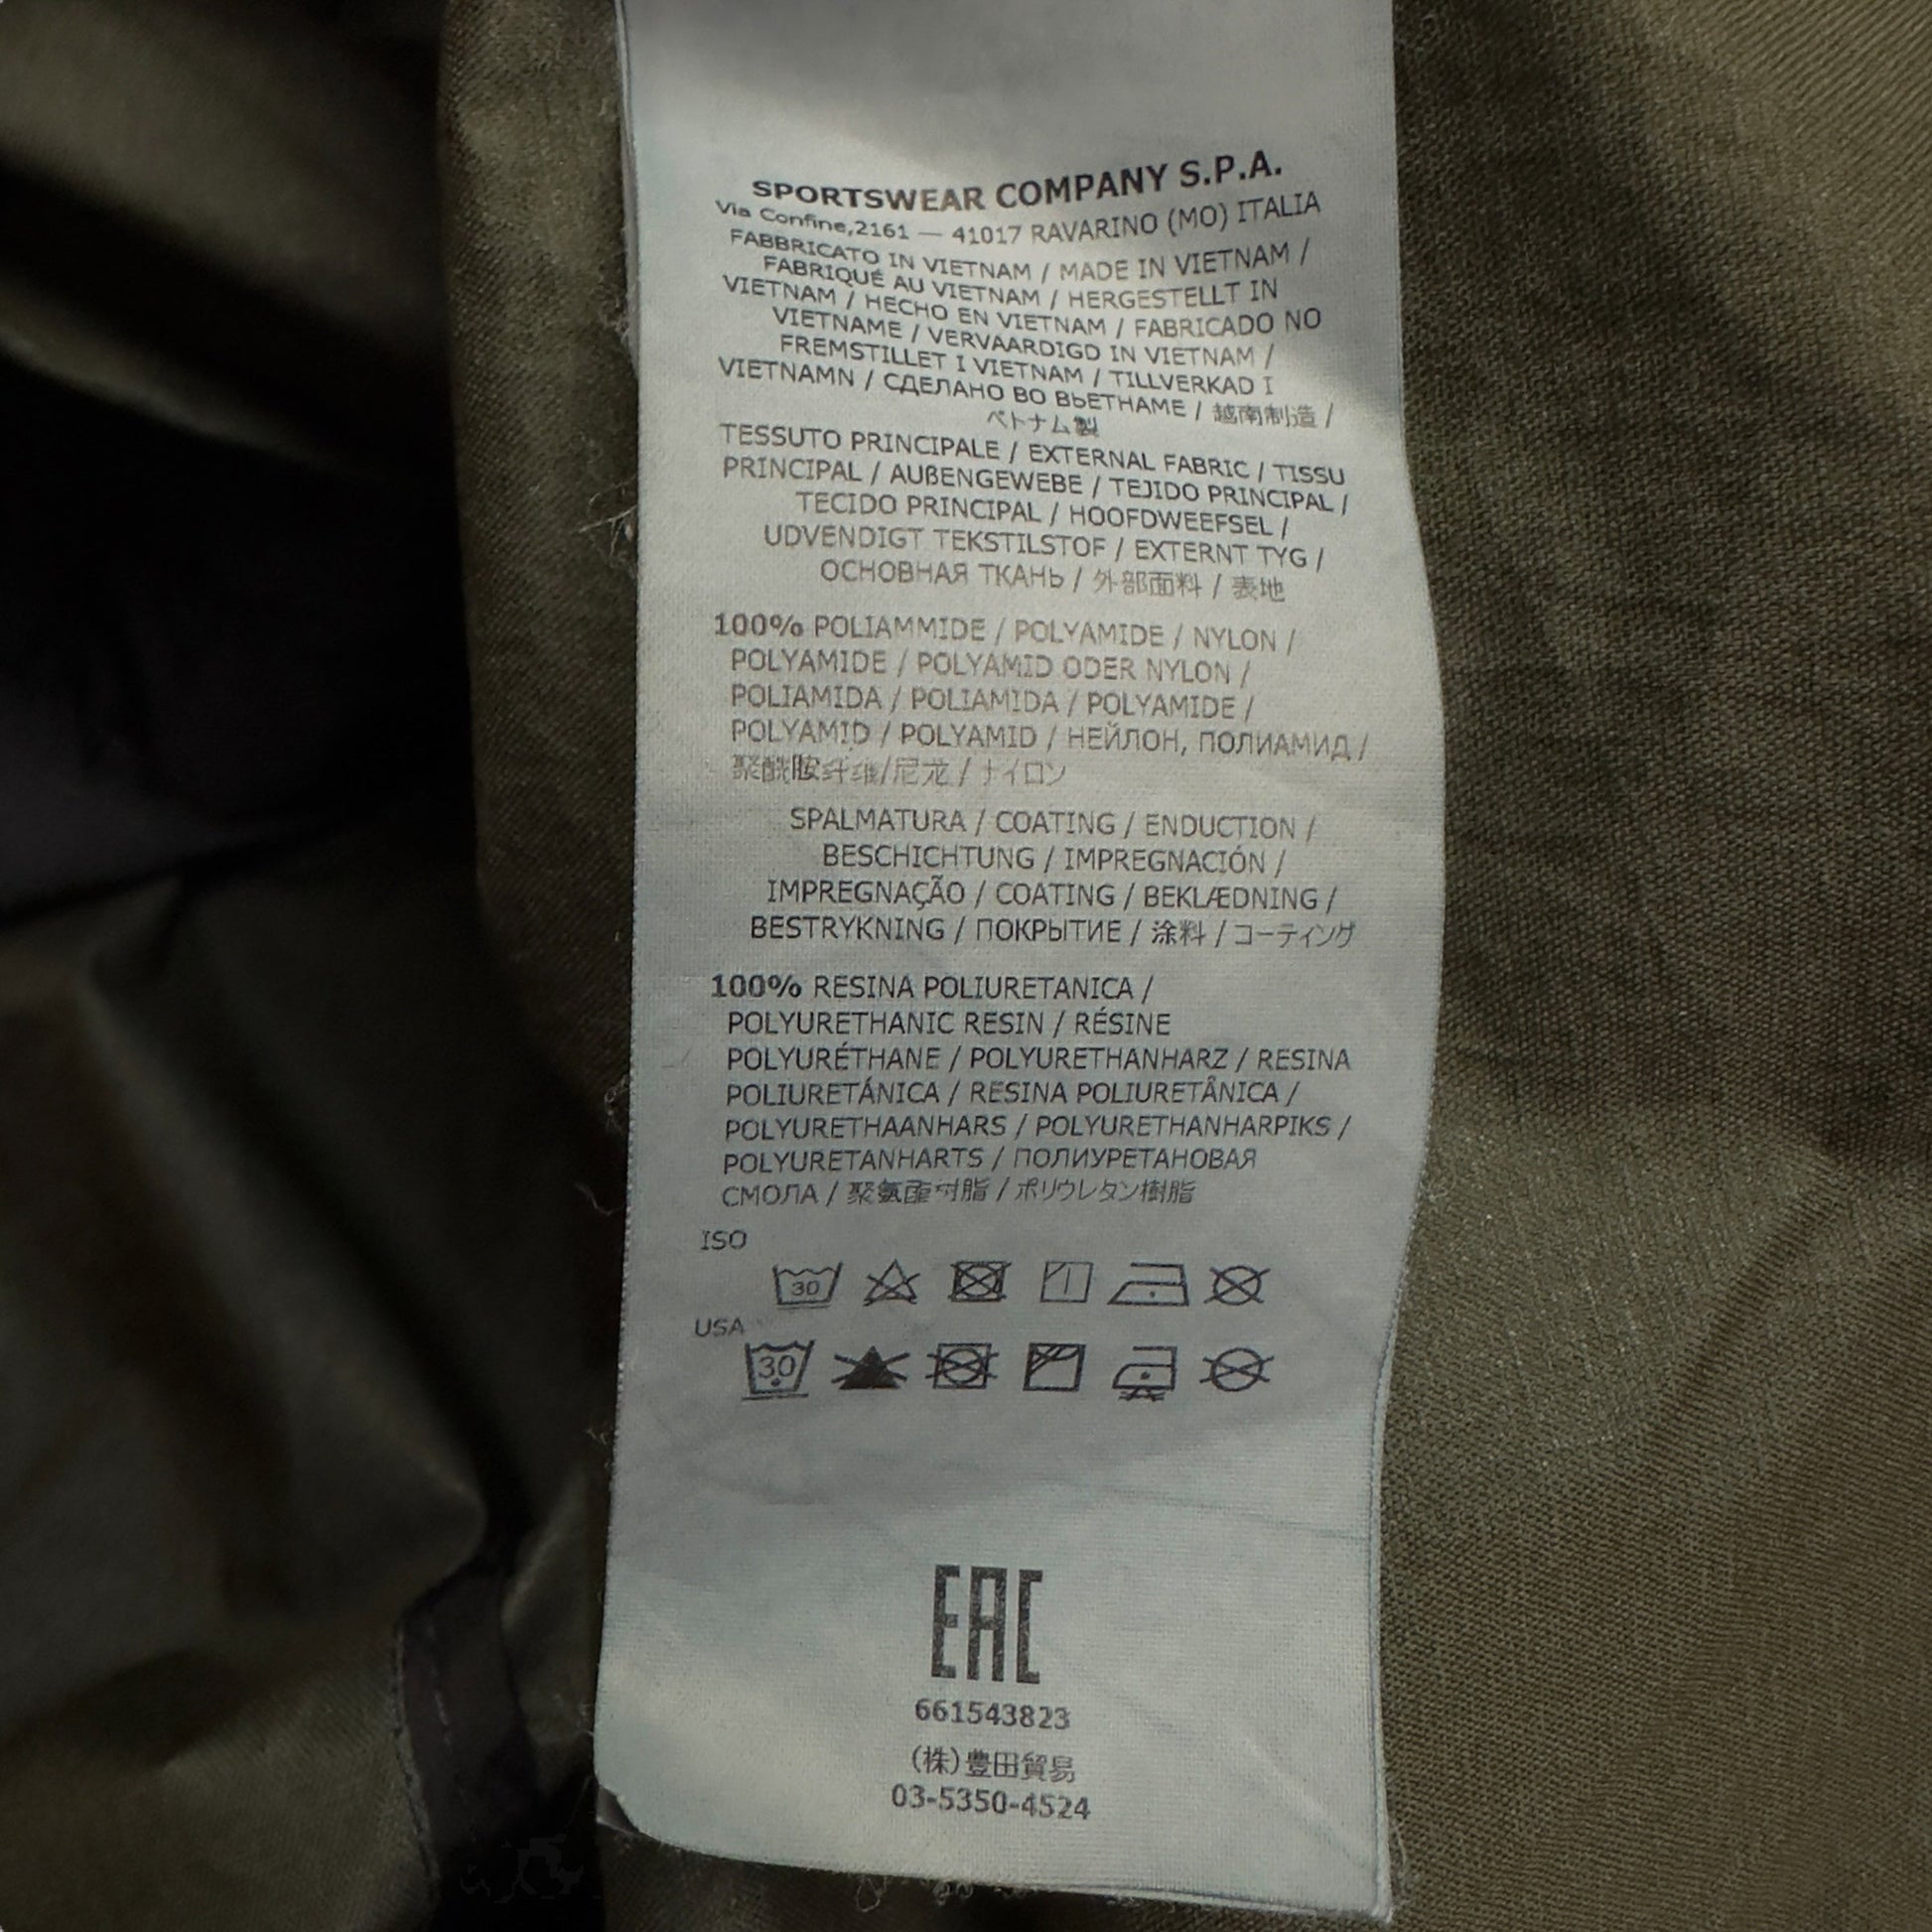 SPORTSWEAR COMPANY S.P.A.
Via Confine,2161 — 41017 RAVARINO (MO) ITALIA
FABBRICATO IN VIETNAM / MADE IN VIETNAM /
FABRIQUÉ AU VIETNAM / HERGESTELLT IN
VIETNAM / HECHO EN VIETNAM / FABRICADO NO
VIETNAME / VERVAARDIGD IN VIETNAM /
FREMSTILLET I VIETNAM / TILLVERKAD I
VIETNAMN / СДЕЛАНО ВО ВЬЕТНАМЕ / 越南制造 /
ベトナム製
TESSUTO PRINCIPALE / EXTERNAL FABRIC / TISSU
PRINCIPAL / AUßENGEWEBE / TEJIDO PRINCIPAL /
TECIDO PRINCIPAL / HOOFDWEEFSEL /
UDVENDIGT TEKSTILSTOF / EXTERNT TYG /
ОСНОВНАЯ ТКАНЬ / 外部面料 / 表地
100% POLIAMMIDE / POLYAMIDE / NYLON /
POLYAMIDE / POLYAMID ODER NYLON /
POLIAMIDA / POLIAMIDA / POLYAMIDE /
POLYAMID / POLYAMID / НЕЙЛОН, ПОЛИАМИД /
聚酰胺纤维/尼龙 / ナイロン
SPALMATURA / COATING / ENDUCTION /
BESCHICHTUNG / IMPREGNACIÓN /
IMPREGNAÇÃO / COATING / BEKLÆDNING /
BESTRYKNING / ПОКРЫТИЕ / 涂料 / コーティング
100% RESINA POLIURETANICA /
POLYURETHANIC RESIN / RÉSINE
POLYURÉTHANE / POLYURETHANHARZ / RESINA
POLIURETÁNICA / RESINA POLIURETÂNICA /
POLYURETHAANHARS / POLYURETHANHARPIKS /
POLYURETANHARTS / ПОЛИУРЕТАНОВАЯ
СМОЛА / 聚氨酯树脂 / ポリウレタン樹脂
ISO
30
USA
30
EAC
661543823
(株)豊田貿易
03-5350-4524